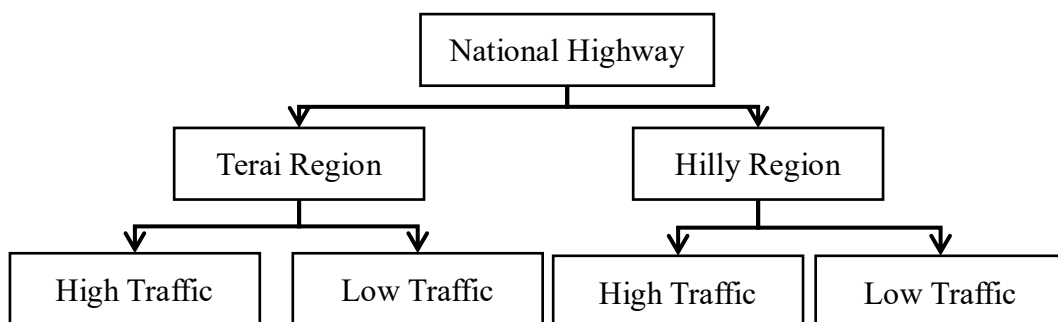 National Highway
Terai Region
Hilly Region
High Traffic
Low Traffic
High Traffic
Low Traffic